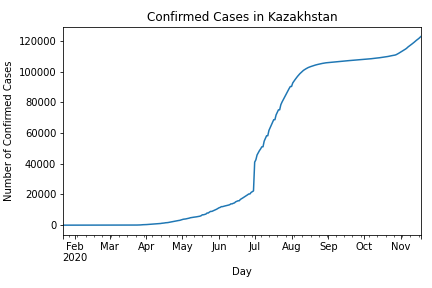 Confirmed Cases in Kazakhstan
Number of Confirmed Cases
120000
100000
80000
60000
40000
20000
0
Feb Mar Apr May Jun Jul Aug Sep Oct Nov
2020
Day